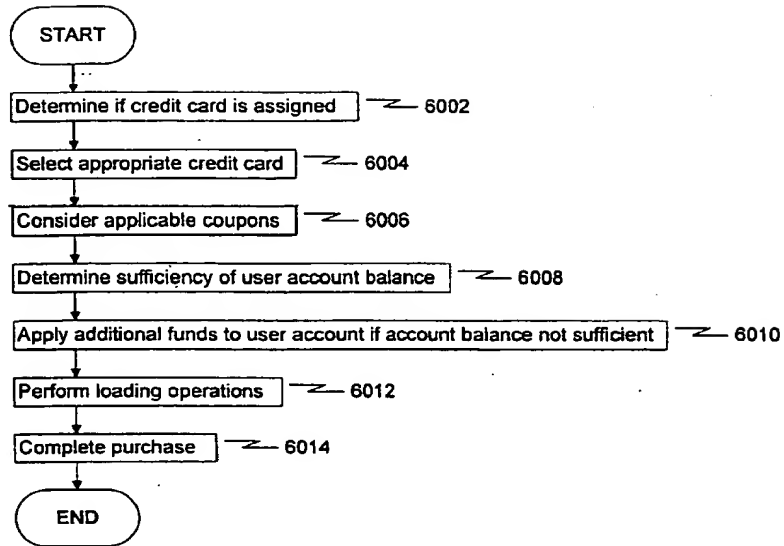 START
Determine if credit card is assigned 6002
Select appropriate credit card 6004
Consider applicable coupons 6006
Determine sufficiency of user account balance 6008
Apply additional funds to user account if account balance not sufficient 6010
Perform loading operations 6012
Complete purchase 6014
END